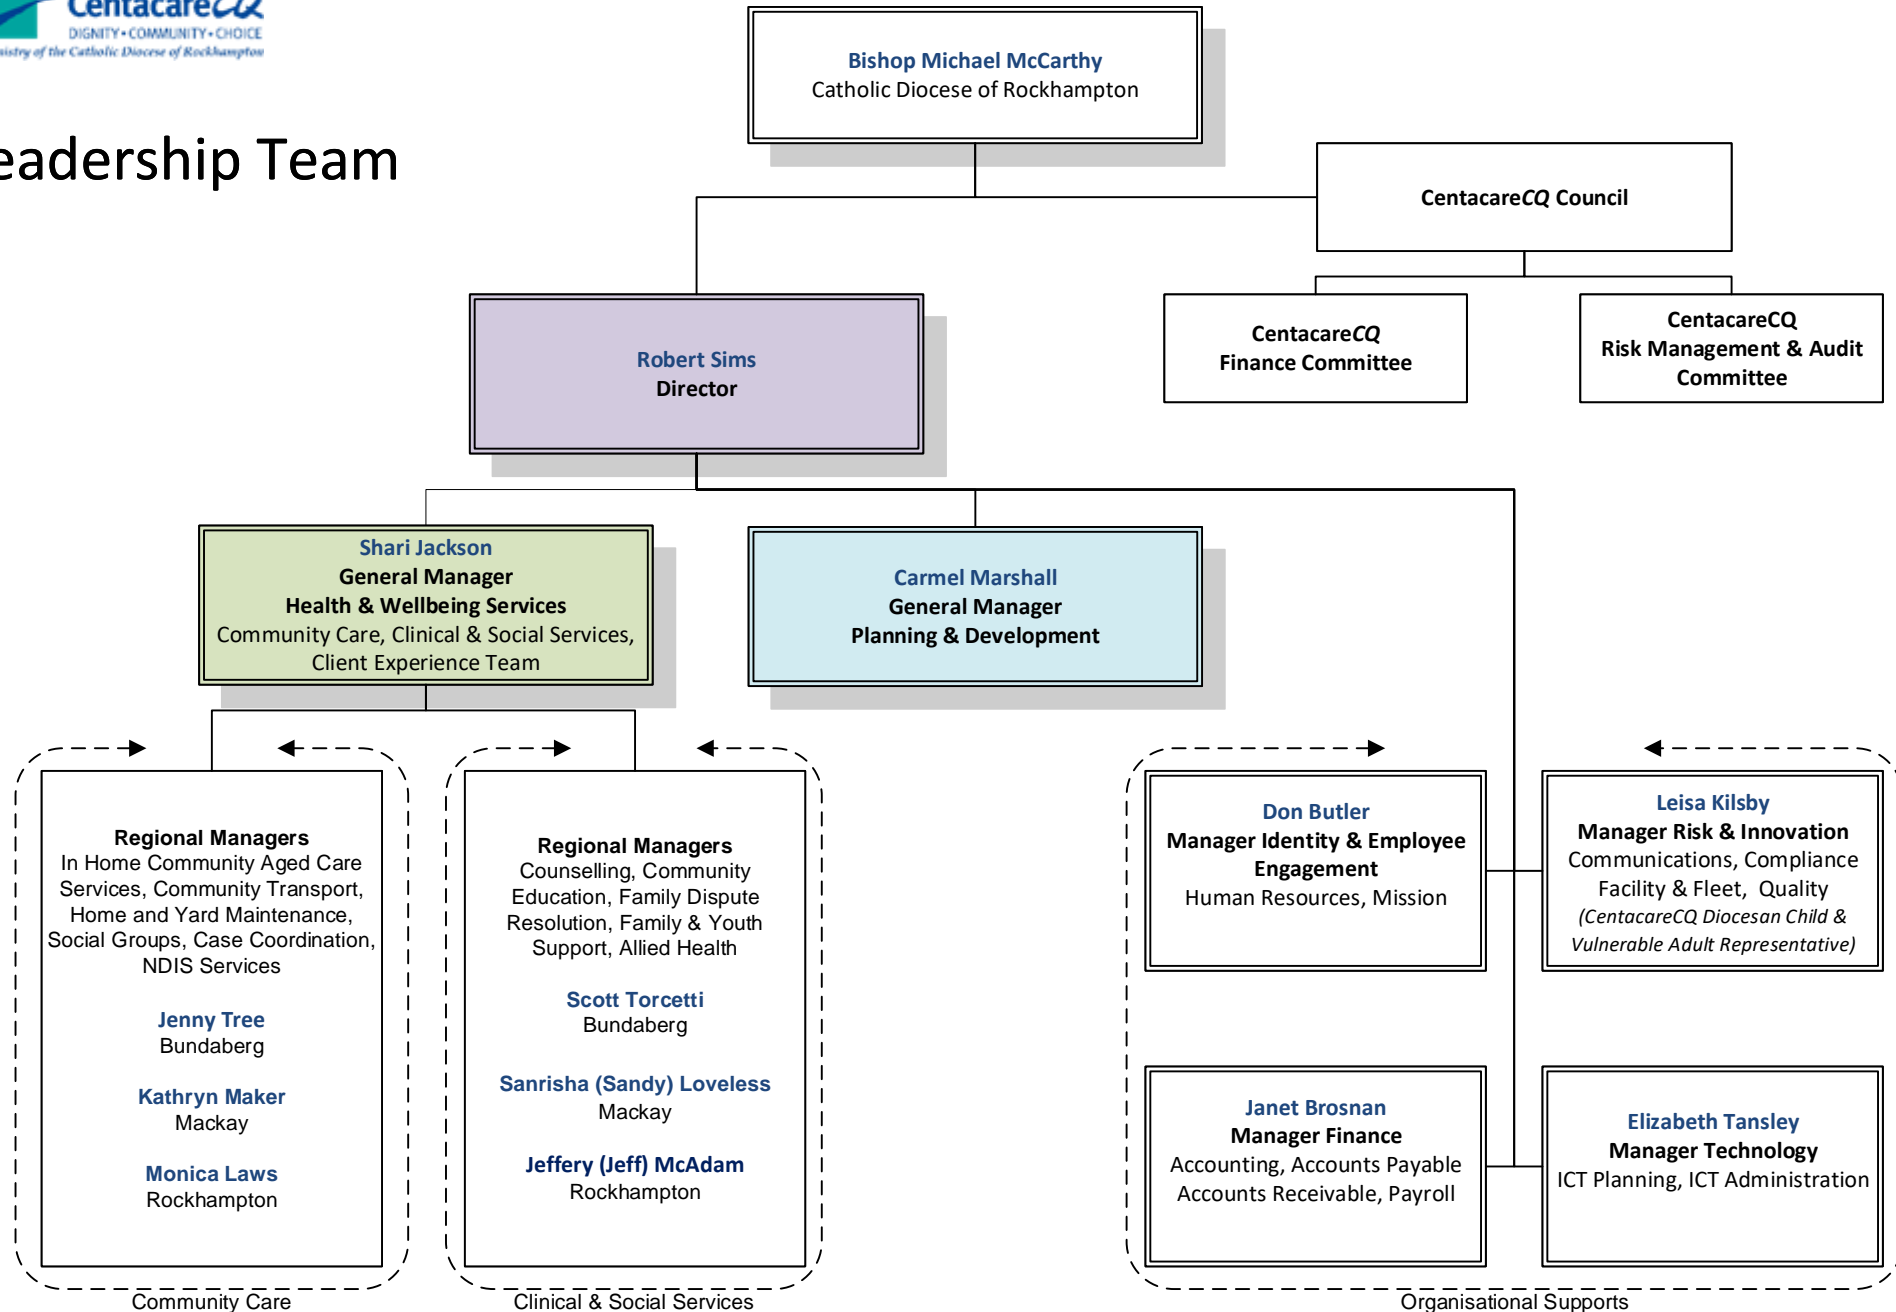 CentacareCQ
DIGNITY•COMMUNITY•CHOICE
of the Catholic Diocese of Rockhampton
Leadership Team
Bishop Michael McCarthy
Catholic Diocese of Rockhampton
CentacareCQ Council
CentacareCQ
Finance Committee
CentacareCQ
Risk Management & Audit
Committee
Robert Sims
Director
Shari Jackson
General Manager
Health & Wellbeing Services
Community Care, Clinical & Social Services,
Client Experience Team
Carmel Marshall
General Manager
Planning & Development
Regional Managers
In Home Community Aged Care
Services, Community Transport,
Home and Yard Maintenance,
Social Groups, Case Coordination,
NDIS Services
Jenny Tree
Bundaberg
Kathryn Maker
Mackay
Monica Laws
Rockhampton
Community Care
Regional Managers
Counselling, Community
Education, Family Dispute
Resolution, Family & Youth
Support, Allied Health
Scott Torcetti
Bundaberg
Sanrisha (Sandy) Loveless
Mackay
Jeffery (Jeff) McAdam
Rockhampton
Clinical & Social Services
Don Butler
Manager Identity & Employee
Engagement
Human Resources, Mission
Leisa Kilsby
Manager Risk & Innovation
Communications, Compliance
Facility & Fleet, Quality
(CentacareCQ Diocesan Child &
Vulnerable Adult Representative)
Janet Brosnan
Manager Finance
Accounting, Accounts Payable
Accounts Receivable, Payroll
Elizabeth Tansley
Manager Technology
ICT Planning, ICT Administration
Organisational Supports